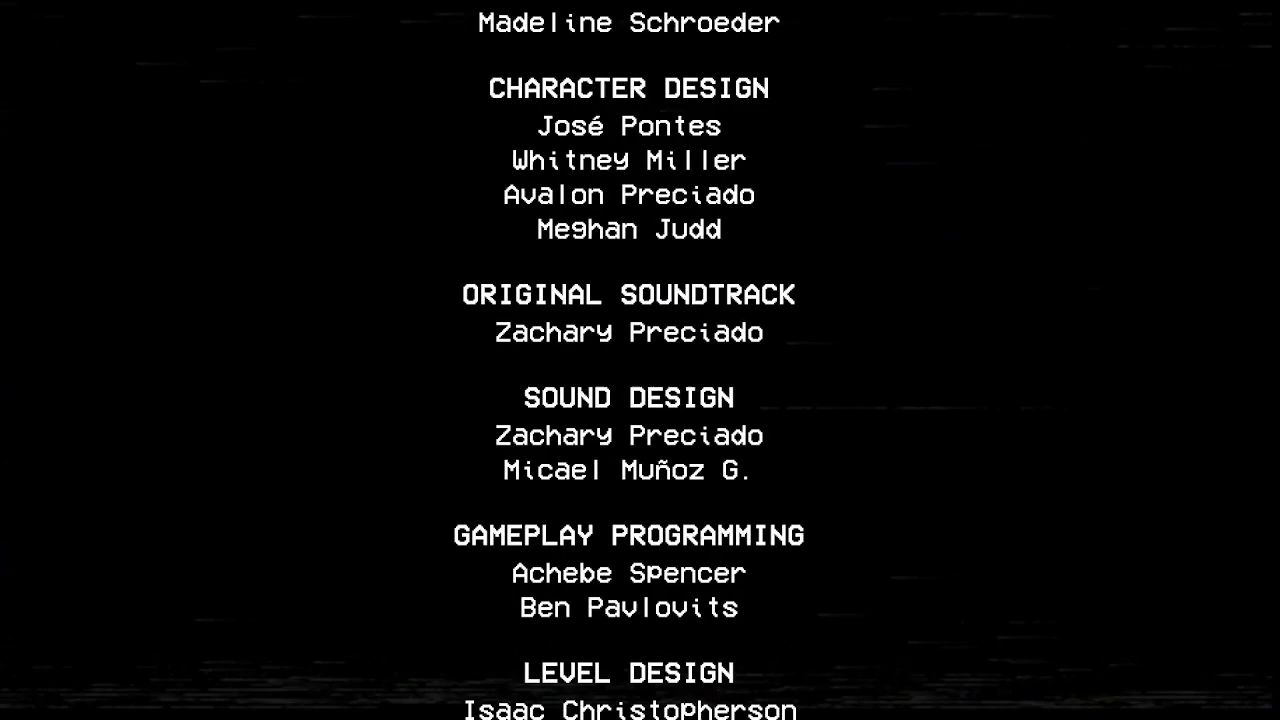 Madeline Schroeder
CHARACTER DESIGN
José Pontes
Whitney Miller
Avalon Preciado
Meghan Judd
ORIGINAL SOUNDTRACK
Zachary Preciado
SOUND DESIGN
Zachary Preciado
Micael Muñoz G.
GAMEPLAY PROGRAMMING
Achebe Spencer
Ben Pavlovits
LEVEL DESIGN
Isaac Christopherson